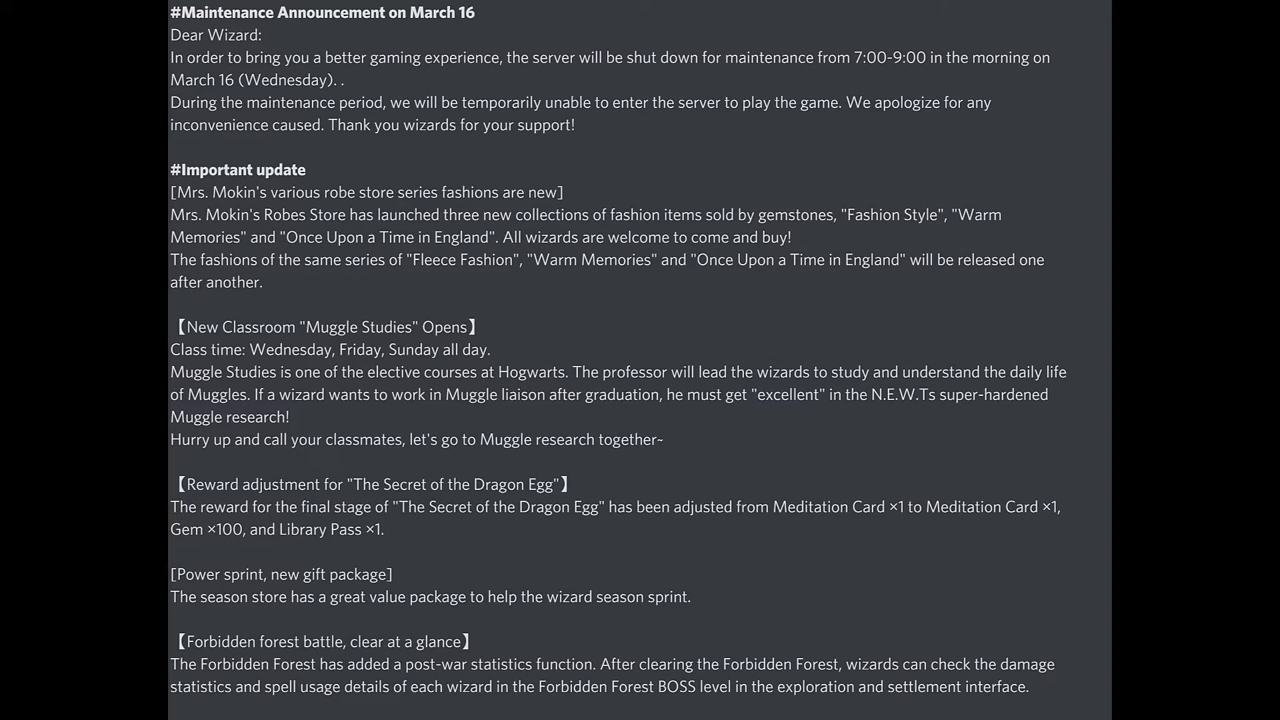 #Maintenance Announcement on March 16
Dear Wizard:
In order to bring you a better gaming experience, the server will be shut down for maintenance from 7:00-9:00 in the morning on
March 16 (Wednesday). .
During the maintenance period, we will be temporarily unable to enter the server to play the game. We apologize for any
inconvenience caused. Thank you wizards for your support!
#Important update
[Mrs. Mokin's various robe store series fashions are new]
Mrs. Mokin's Robes Store has launched three new collections of fashion items sold by gemstones, "Fashion Style", "Warm
Memories" and "Once Upon a Time in England". All wizards are welcome to come and buy!
The fashions of the same series of "Fleece Fashion", "Warm Memories" and "Once Upon a Time in England" will be released one
after another.
【New Classroom "Muggle Studies" Opens】
Class time: Wednesday, Friday, Sunday all day.
Muggle Studies is one of the elective courses at Hogwarts. The professor will lead the wizards to study and understand the daily life
of Muggles. If a wizard wants to work in Muggle liaison after graduation, he must get "excellent" in the N.E.W.Ts super-hardened
Muggle research!
Hurry up and call your classmates, let's go to Muggle research together~
【Reward adjustment for "The Secret of the Dragon Egg"】
The reward for the final stage of "The Secret of the Dragon Egg" has been adjusted from Meditation Card ×1 to Meditation Card ×1,
Gem ×100, and Library Pass ×1.
[Power sprint, new gift package]
The season store has a great value package to help the wizard season sprint.
【Forbidden forest battle, clear at a glance】
The Forbidden Forest has added a post-war statistics function. After clearing the Forbidden Forest, wizards can check the damage
statistics and spell usage details of each wizard in the Forbidden Forest BOSS level in the exploration and settlement interface.